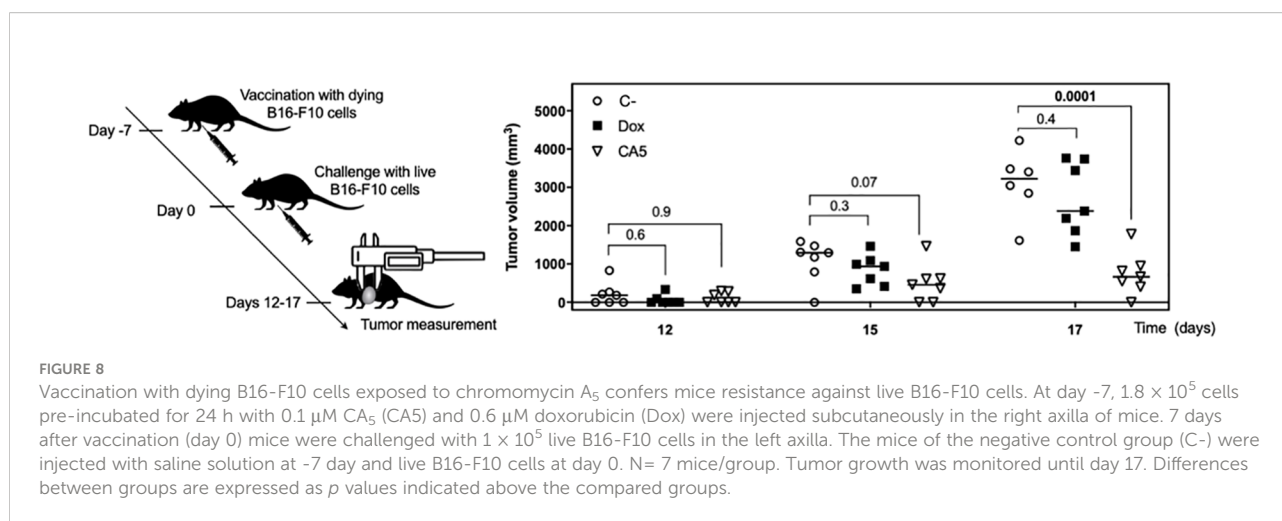 Vaccination with dying
B16-F10 cells
Day -7
Challenge with live
B16-F10 cells
Day 0
Days 12-17
Tumor measurement
Tumor volume (mm³)
5000
4000
3000
2000
1000
0
C-
Dox
CA5
0.9
0.6
0.07
0.3
0.0001
0.4
12
15
17
Time (days)
FIGURE 8
Vaccination with dying B16-F10 cells exposed to chromomycin A₅ confers mice resistance against live B16-F10 cells. At day -7, 1.8 × 10⁵ cells
pre-incubated for 24 h with 0.1 μM CA₅ (CA5) and 0.6 μM doxorubicin (Dox) were injected subcutaneously in the right axilla of mice. 7 days
after vaccination (day 0) mice were challenged with 1 × 10⁵ live B16-F10 cells in the left axilla. The mice of the negative control group (C-) were
injected with saline solution at -7 day and live B16-F10 cells at day 0. N= 7 mice/group. Tumor growth was monitored until day 17. Differences
between groups are expressed as p values indicated above the compared groups.